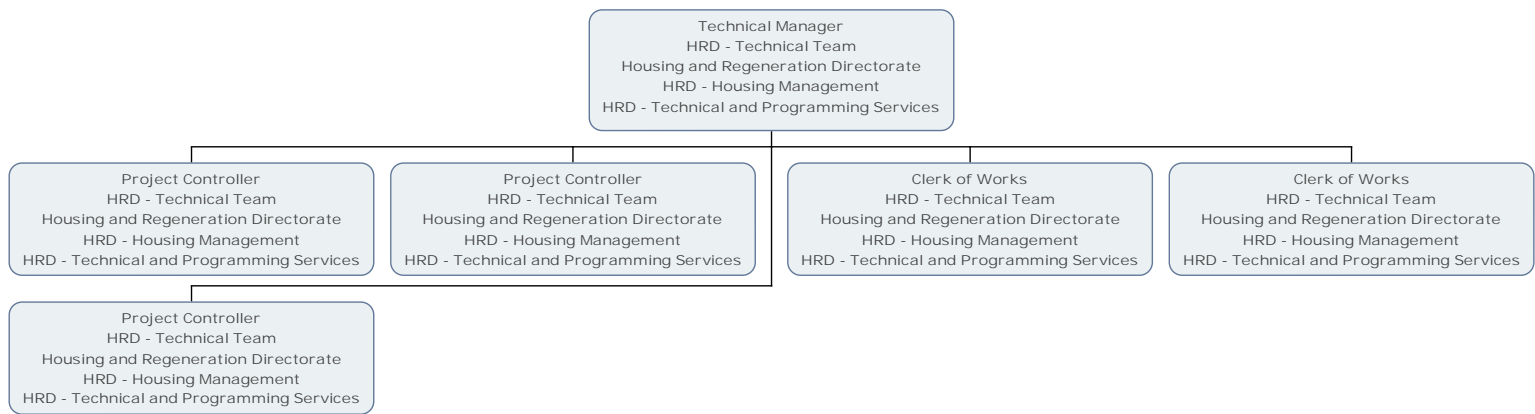 Technical Manager
HRD - Technical Team
Housing and Regeneration Directorate
HRD - Housing Management
HRD - Technical and Programming Services
Project Controller
HRD - Technical Team
Housing and Regeneration Directorate
HRD - Housing Management
HRD - Technical and Programming Services
Project Controller
HRD - Technical Team
Housing and Regeneration Directorate
HRD - Housing Management
HRD - Technical and Programming Services
Clerk of Works
HRD - Technical Team
Housing and Regeneration Directorate
HRD - Housing Management
HRD - Technical and Programming Services
Clerk of Works
HRD - Technical Team
Housing and Regeneration Directorate
HRD - Housing Management
HRD - Technical and Programming Services
Project Controller
HRD - Technical Team
Housing and Regeneration Directorate
HRD - Housing Management
HRD - Technical and Programming Services